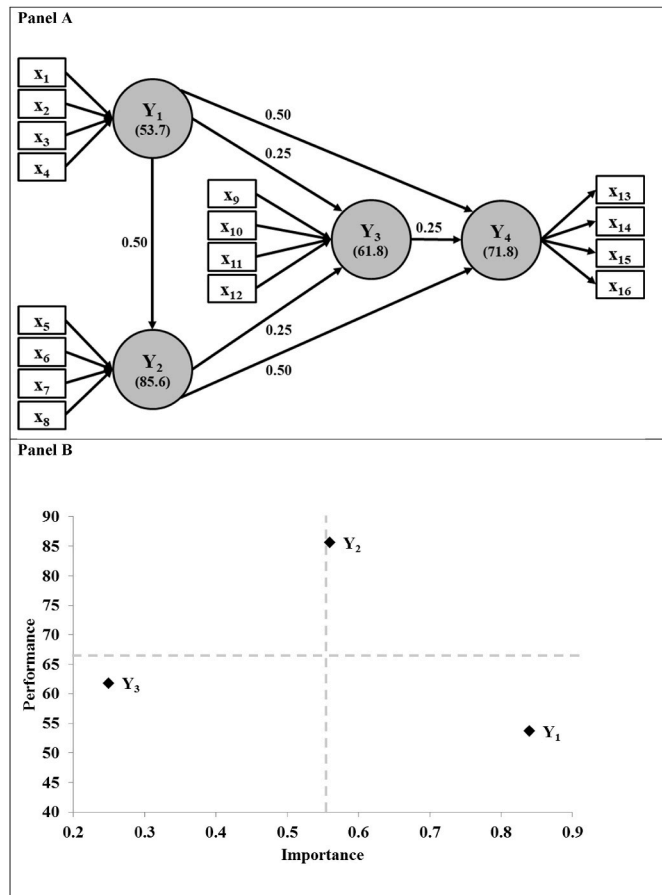 Panel A
x1
x2
x3
x4
Y1
(53.7)
0.50
0.25
x9
x10
x11
x12
Y3
(61.8)
0.25
Y4
(71.8)
x13
x14
x15
x16
0.50
x5
x6
x7
x8
Y2
(85.6)
0.25
0.50
Panel B
Performance
90
85
80
75
70
65
60
55
50
45
40
Y2
Y3
Y1
0.2 0.3 0.4 0.5 0.6 0.7 0.8 0.9
Importance